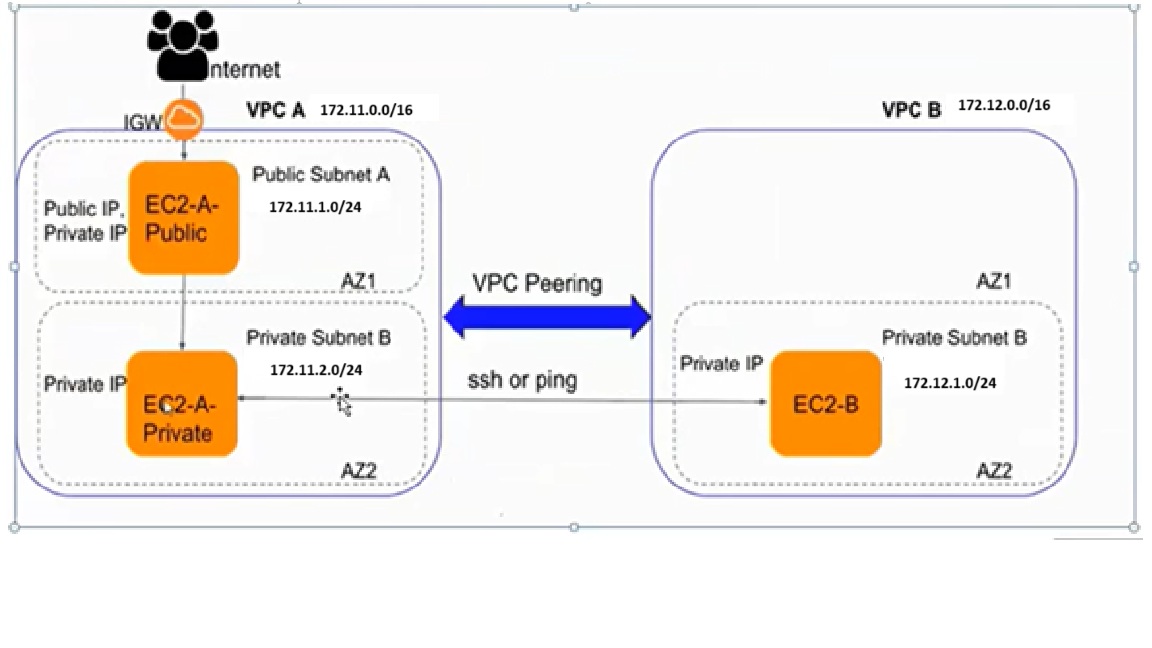 nternet
IGW
VPC A 172.11.0.0/16
VPC B 172.12.0.0/16
Public Subnet A
172.11.1.0/24
Public IP,
Private IP
EC2-A-
Public
AZ1
VPC Peering
AZ1
Private Subnet B
172.11.2.0/24
Private IP
EC2-A-
Private
AZ2
ssh or ping
Private Subnet B
Private IP
172.12.1.0/24
EC2-B
AZ2